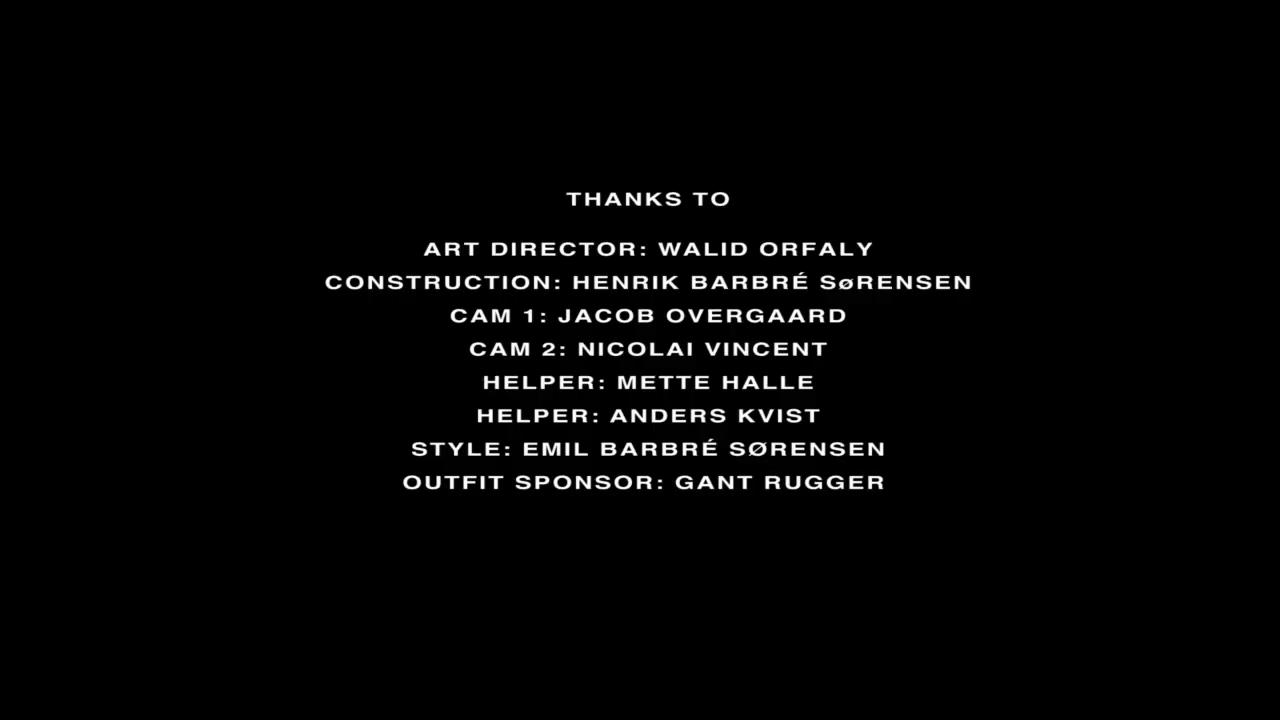 THANKS TO
ART DIRECTOR: WALID ORFALY
CONSTRUCTION: HENRIK BARBRÉ SøRENSEN
CAM 1: JACOB OVERGAARD
CAM 2: NICOLAI VINCENT
HELPER: METTE HALLE
HELPER: ANDERS KVIST
STYLE: EMIL BARBRÉ SØRENSEN
OUTFIT SPONSOR: GANT RUGGER